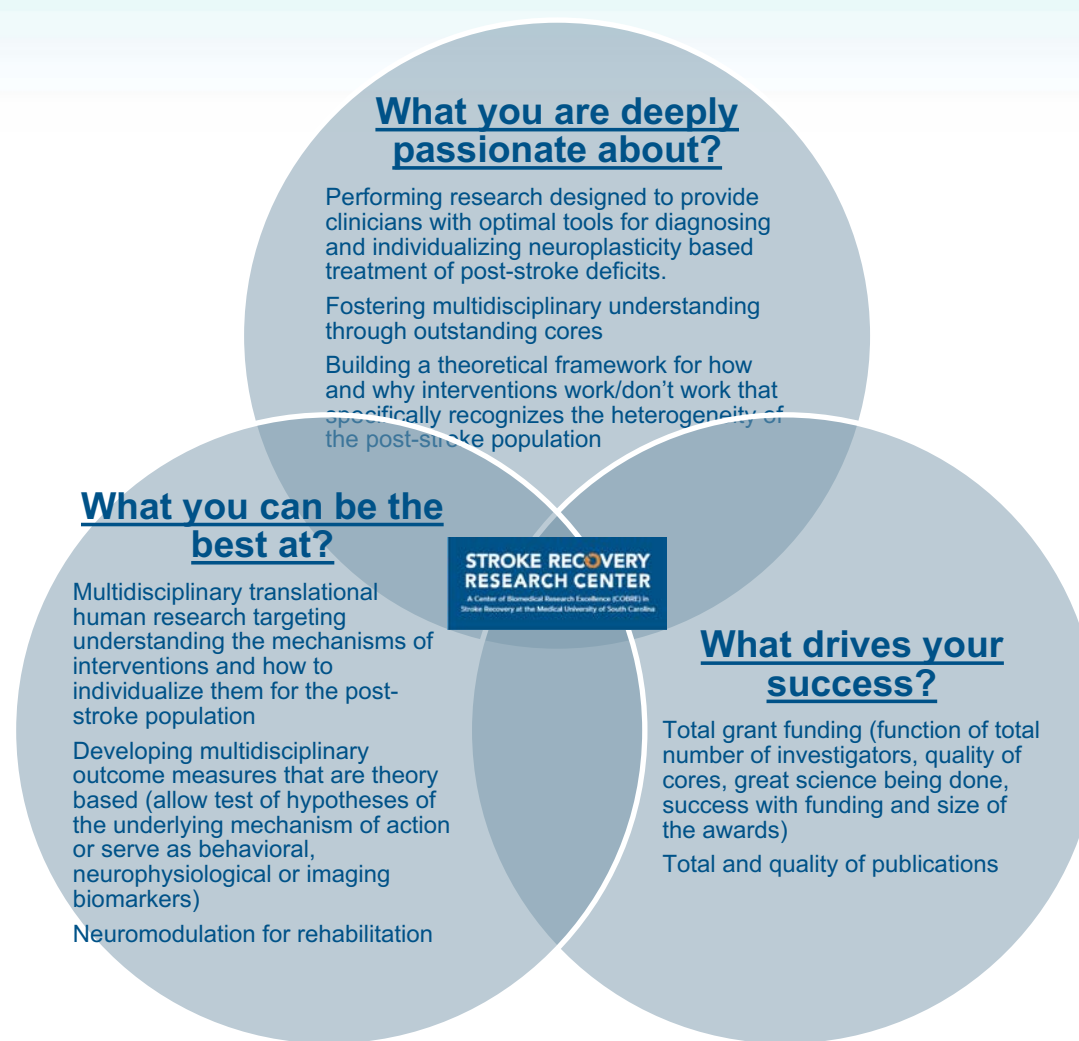 What you are deeply
passionate about?
Performing research designed to provide
clinicians with optimal tools for diagnosing
and individualizing neuroplasticity based
treatment of post-stroke deficits.
Fostering multidisciplinary understanding
through outstanding cores
Building a theoretical framework for how
and why interventions work/don’t work that
specifically recognizes the heterogeneity of
the post-stroke population
What you can be the
best at?
Multidisciplinary translational
human research targeting
understanding the mechanisms of
interventions and how to
individualize them for the post-
stroke population
Developing multidisciplinary
outcome measures that are theory
based (allow test of hypotheses of
the underlying mechanism of action
or serve as behavioral,
neurophysiological or imaging
biomarkers)
Neuromodulation for rehabilitation
STROKE RECOVERY
RESEARCH CENTER
A Center of Biomedical Research Excellence (COBRE) in
Stroke Recovery at the Medical University of South Carolina
What drives your
success?
Total grant funding (function of total
number of investigators, quality of
cores, great science being done,
success with funding and size of
the awards)
Total and quality of publications